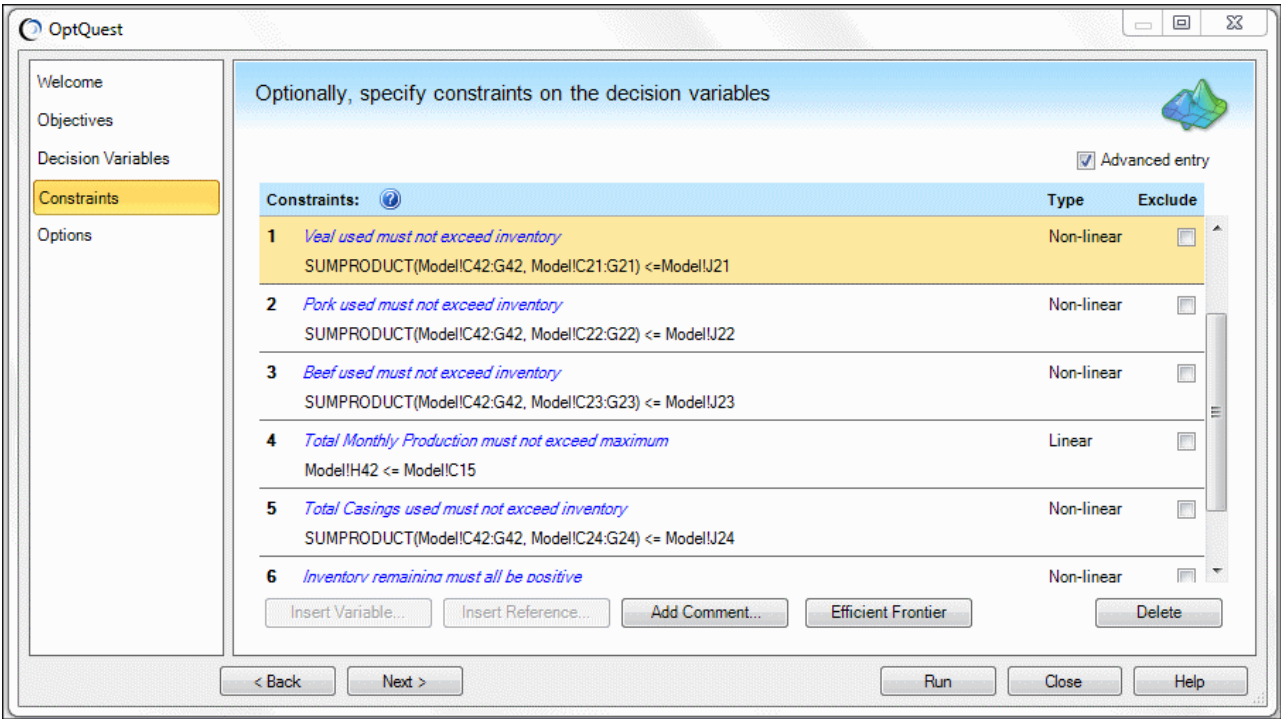 OptQuest
Welcome
Objectives
Decision Variables
Constraints
Options
Optionally, specify constraints on the decision variables
Advanced entry
Constraints: Type Exclude
1 Veal used must not exceed inventory Non-linear
SUMPRODUCT(Model!C42:G42, Model!C21:G21) <=Model!J21
2 Pork used must not exceed inventory Non-linear
SUMPRODUCT(Model!C42:G42, Model!C22:G22) <= Model!J22
3 Beef used must not exceed inventory Non-linear
SUMPRODUCT(Model!C42:G42, Model!C23:G23) <= Model!J23
4 Total Monthly Production must not exceed maximum Linear
Model!H42 <= Model!C15
5 Total Casings used must not exceed inventory Non-linear
SUMPRODUCT(Model!C42:G42, Model!C24:G24) <= Model!J24
6 Inventory remaining must all be positive Non-linear
Insert Variable... Insert Reference... Add Comment... Efficient Frontier Delete
< Back Next > Run Close Help